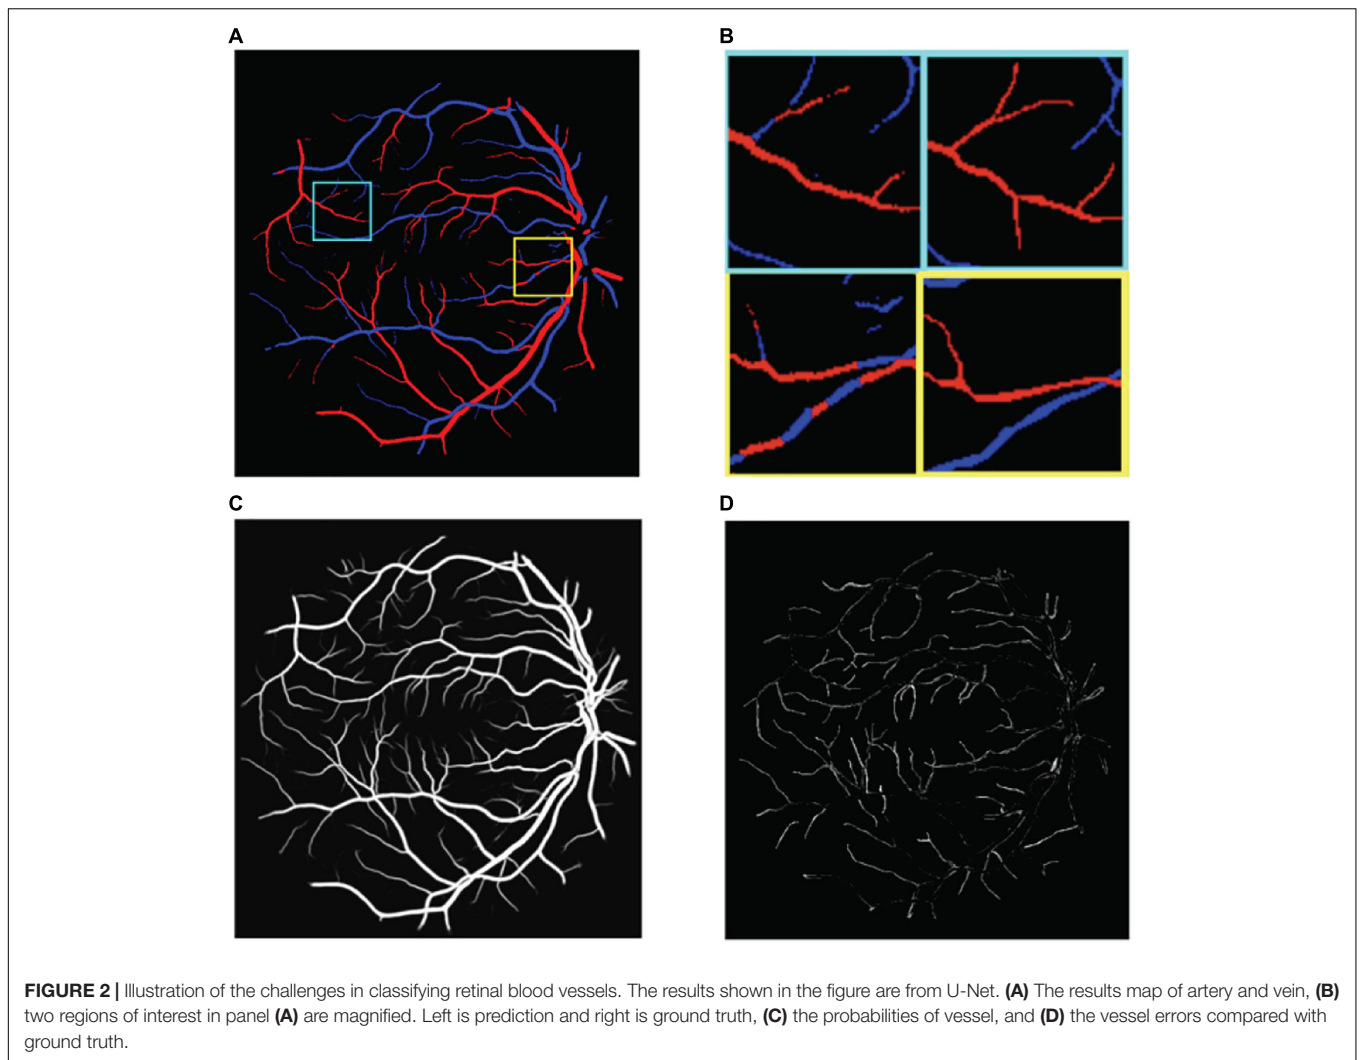 A
B
C
D
FIGURE 2 | Illustration of the challenges in classifying retinal blood vessels. The results shown in the figure are from U-Net. (A) The results map of artery and vein, (B)
two regions of interest in panel (A) are magnified. Left is prediction and right is ground truth, (C) the probabilities of vessel, and (D) the vessel errors compared with
ground truth.